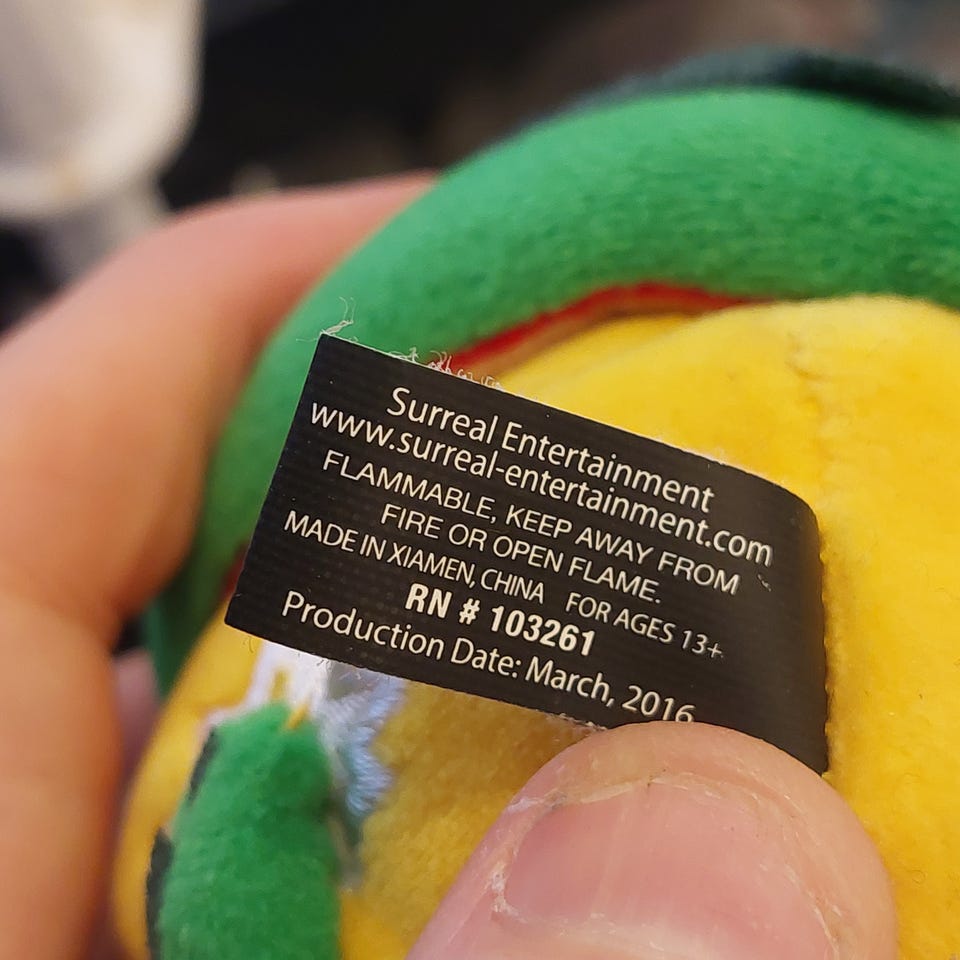 Surreal Entertainment
www.surreal-entertainment.com
FLAMMABLE, KEEP AWAY FROM
FIRE OR OPEN FLAME.
MADE IN XIAMEN, CHINA FOR AGES 13+
RN # 103261
Production Date: March, 2016